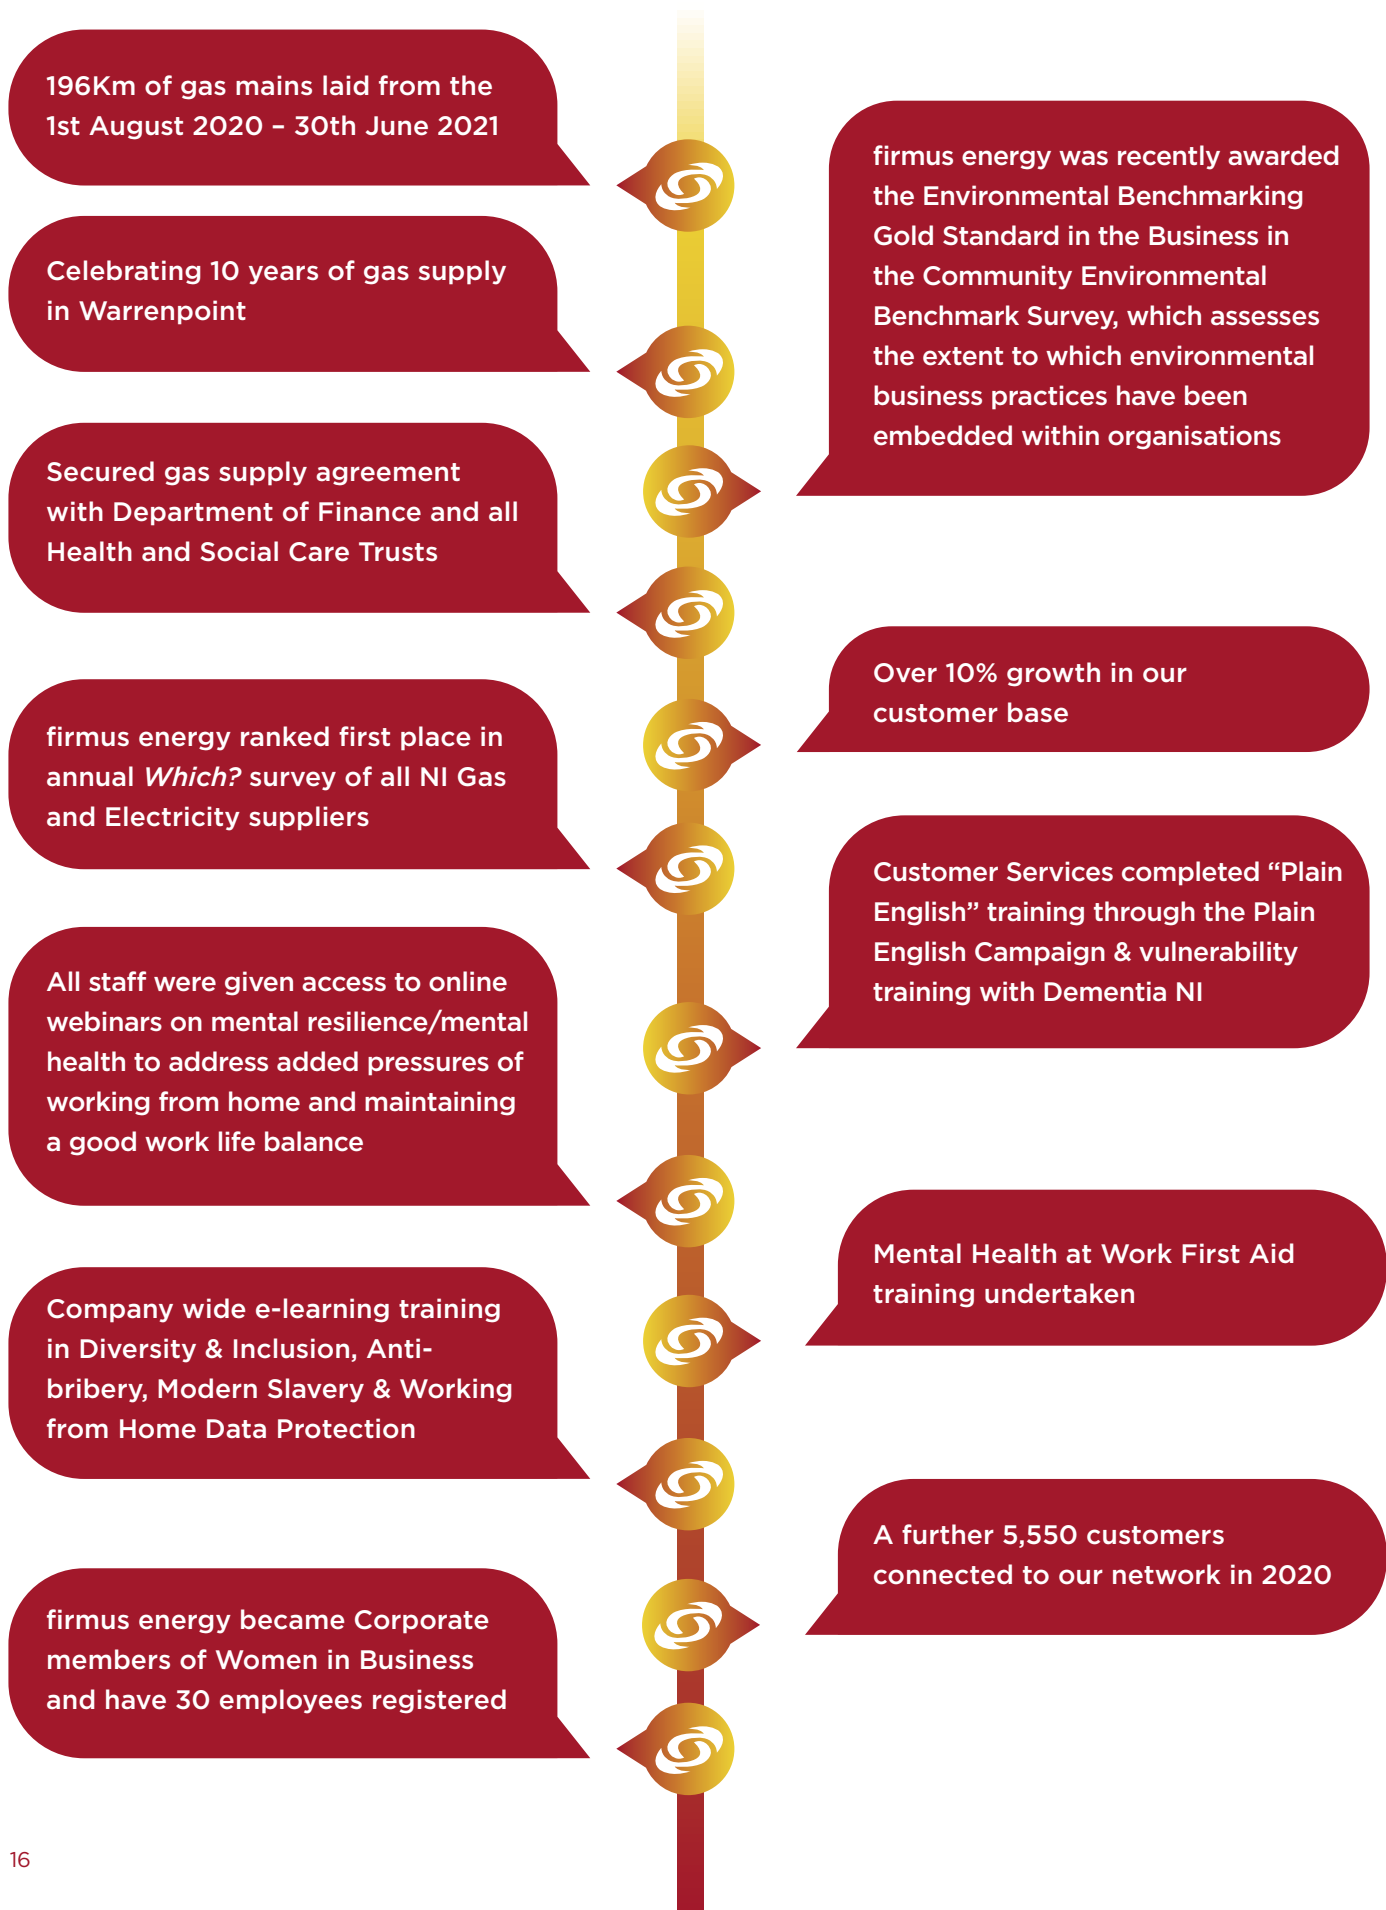 196Km of gas mains laid from the
1st August 2020 – 30th June 2021
Celebrating 10 years of gas supply
in Warrenpoint
firmus energy was recently awarded
the Environmental Benchmarking
Gold Standard in the Business in
the Community Environmental
Benchmark Survey, which assesses
the extent to which environmental
business practices have been
embedded within organisations
Secured gas supply agreement
with Department of Finance and all
Health and Social Care Trusts
Over 10% growth in our
customer base
firmus energy ranked first place in
annual Which? survey of all NI Gas
and Electricity suppliers
Customer Services completed “Plain
English” training through the Plain
English Campaign & vulnerability
training with Dementia NI
All staff were given access to online
webinars on mental resilience/mental
health to address added pressures of
working from home and maintaining
a good work life balance
Mental Health at Work First Aid
training undertaken
Company wide e-learning training
in Diversity & Inclusion, Anti-
bribery, Modern Slavery & Working
from Home Data Protection
A further 5,550 customers
connected to our network in 2020
firmus energy became Corporate
members of Women in Business
and have 30 employees registered
16